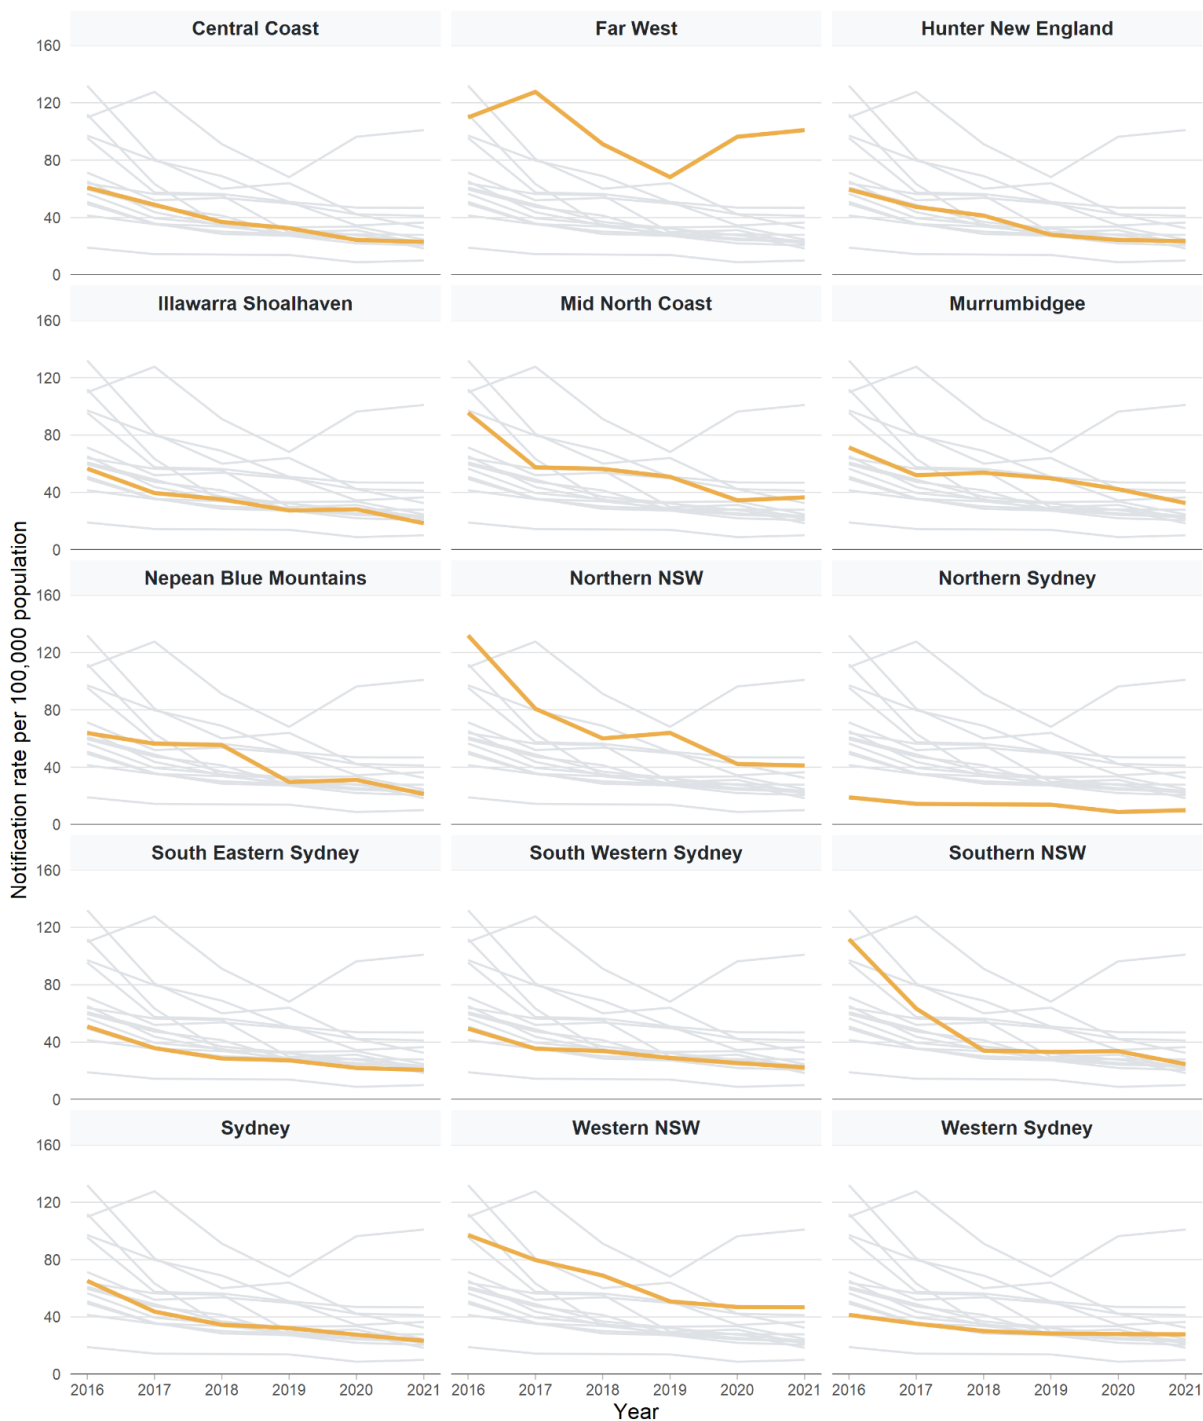 Central Coast
Far West
Hunter New England
160
120
80
40
0
Illawarra Shoalhaven
Mid North Coast
Murrumbidgee
160
120
80
40
0
Nepean Blue Mountains
Northern NSW
Northern Sydney
160
120
80
40
0
South Eastern Sydney
South Western Sydney
Southern NSW
160
120
80
40
0
Sydney
Western NSW
Western Sydney
160
120
80
40
0
2016 2017 2018 2019 2020 2021
2016 2017 2018 2019 2020 2021
2016 2017 2018 2019 2020 2021
Year
Notification rate per 100,000 population